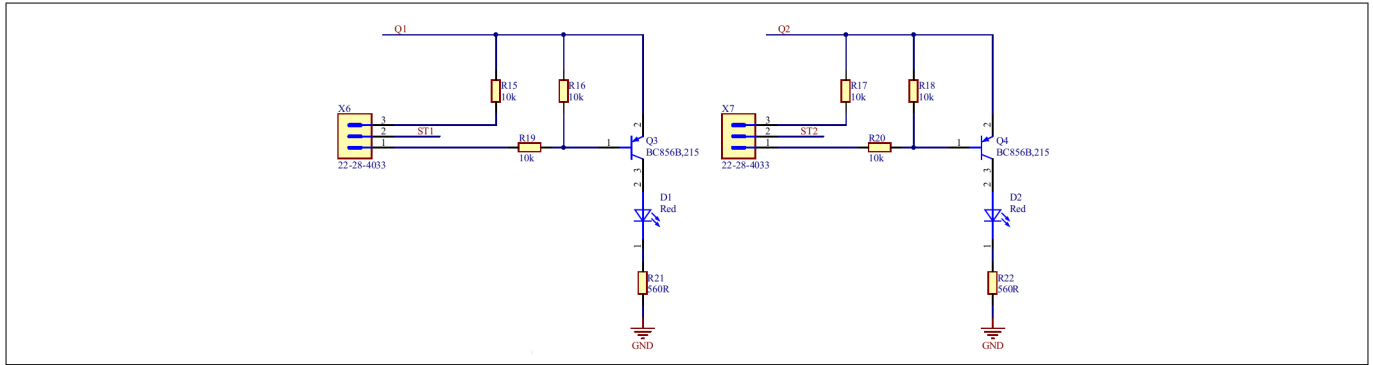 Q1
R15
10k
R16
10k
X6
3
2
1
ST1
22-28-4033
R19
10k
1
2
Q3
BC856B,215
3
2
D1
Red
1
R21
560R
GND
Q2
R17
10k
R18
10k
X7
3
2
1
ST2
22-28-4033
R20
10k
1
2
Q4
BC856B,215
3
2
D2
Red
1
R22
560R
GND